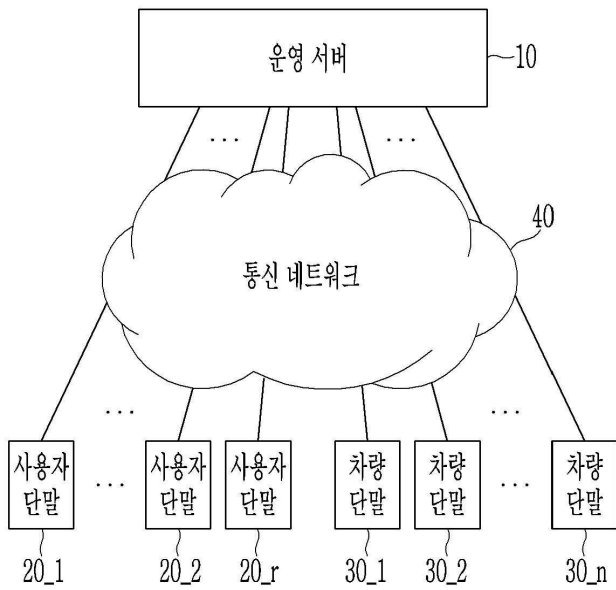 운영 서버
10
... ...
40
통신 네트워크
... ...
사용자
단말
...
사용자
단말
사용자
단말
차량
단말
차량
단말
...
차량
단말
20_1 20_2 20_r 30_1 30_2 30_n